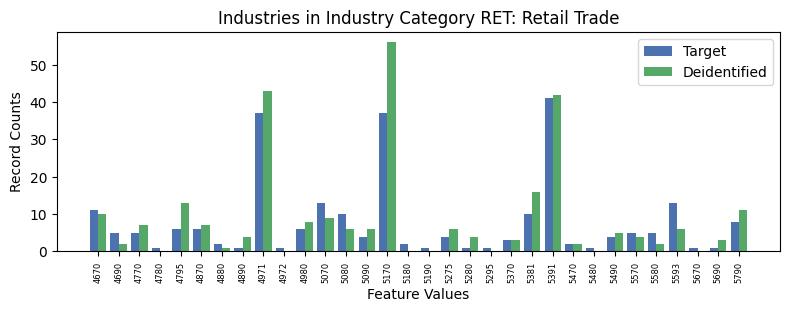 Industries in Industry Category RET: Retail Trade
Target
Deidentified
Record Counts
50
40
30
20
10
0
4670 4690 4770 4780 4795 4870 4880 4890 4971 4972 4980 5070 5080 5090 5170 5180 5190 5275 5280 5295 5370 5381 5391 5470 5480 5490 5570 5580 5593 5670 5690 5790
Feature Values